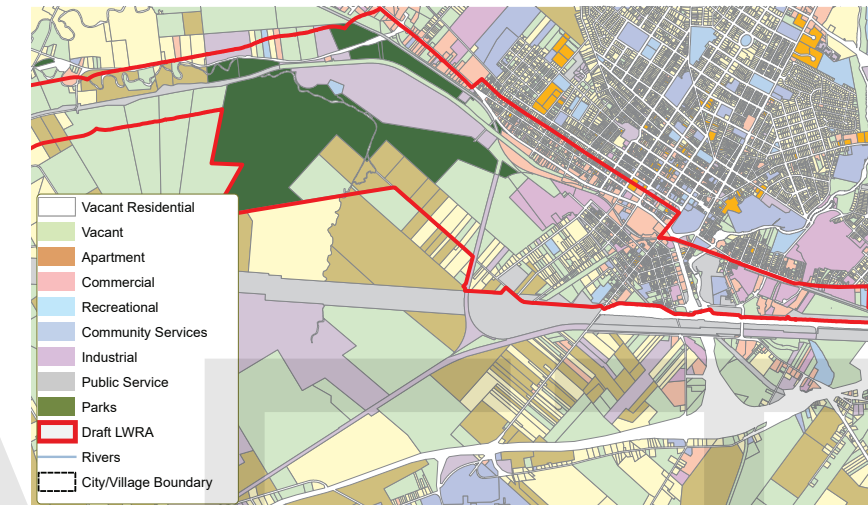 Vacant Residential
Vacant
Apartment
Commercial
Recreational
Community Services
Industrial
Public Service
Parks
Draft LWRA
Rivers
City/Village Boundary